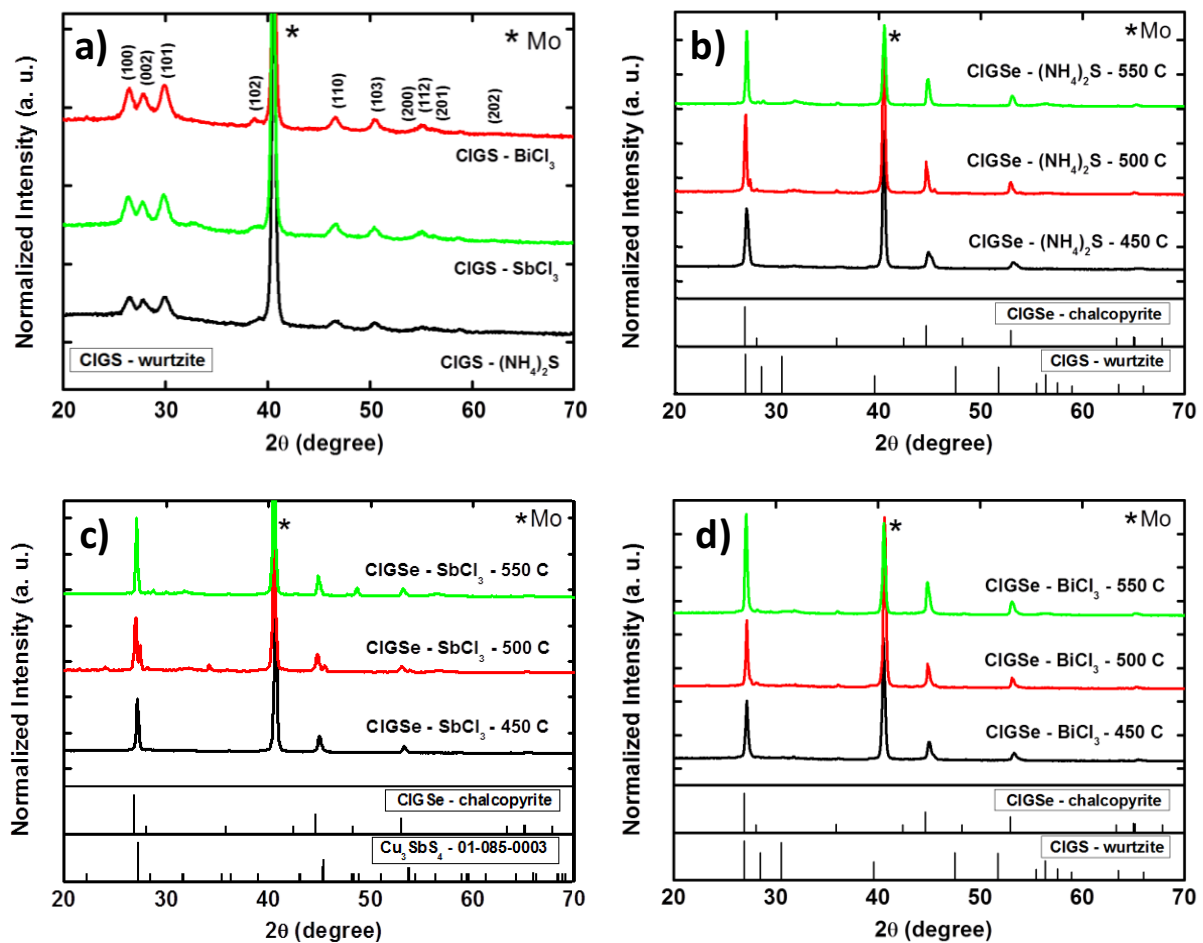 a)
* Mo
*
(100)
(002)
(101)
(102)
(110)
(103)
(200)
(112)
(201)
(202)
CIGS - BiCl₃
CIGS - SbCl₃
CIGS - (NH₄)₂S
CIGS - wurtzite
Normalized Intensity (a. u.)
20 30 40 50 60 70
2θ (degree)
b)
*Mo
*
CIGSe - (NH₄)₂S - 550 C
CIGSe - (NH₄)₂S - 500 C
CIGSe - (NH₄)₂S - 450 C
CIGSe - chalcopyrite
CIGS - wurtzite
Normalized Intensity (a. u.)
20 30 40 50 60 70
2θ (degree)
c)
*Mo
*
CIGSe - SbCl₃ - 550 C
CIGSe - SbCl₃ - 500 C
CIGSe - SbCl₃ - 450 C
CIGSe - chalcopyrite
Cu₃SbS₄ - 01-085-0003
Normalized Intensity (a. u.)
20 30 40 50 60 70
2θ (degree)
d)
*Mo
*
CIGSe - BiCl₃ - 550 C
CIGSe - BiCl₃ - 500 C
CIGSe - BiCl₃ - 450 C
CIGSe - chalcopyrite
CIGS - wurtzite
Normalized Intensity (a. u.)
20 30 40 50 60 70
2θ (degree)